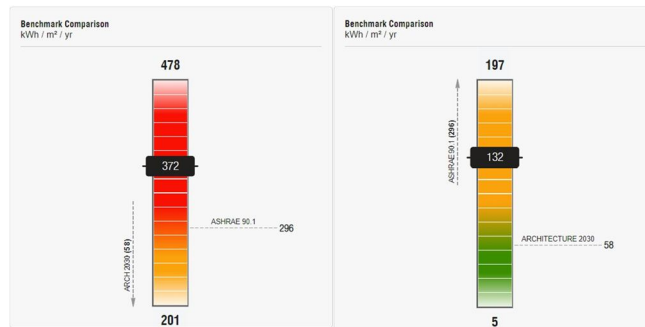 Benchmark Comparison
kWh / m² / yr
478
372
ASHRAE 90.1
296
ARCH 2030 (58)
201
Benchmark Comparison
kWh / m² / yr
197
ASHRAE 90.1 (296)
132
ARCHITECTURE 2030
58
5